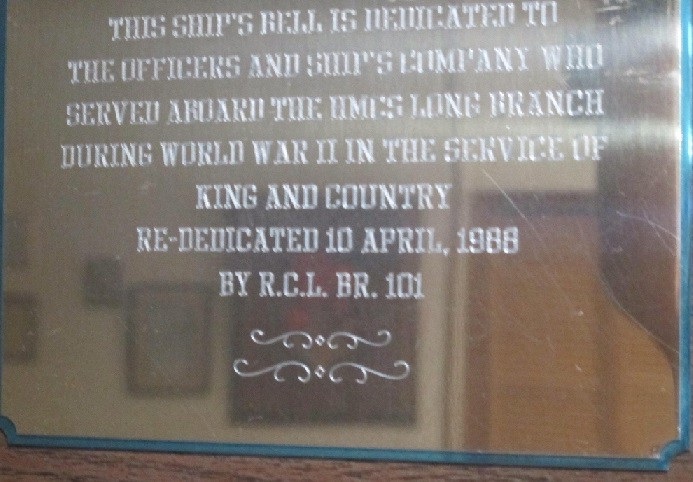 THIS SHIP'S BELL IS DEDICATED TO
THE OFFICERS AND SHIP'S COMPANY WHO
SERVED ABOARD THE HMCS LONG BRANCH
DURING WORLD WAR II IN THE SERVICE OF
KING AND COUNTRY
RE-DEDICATED 10 APRIL, 1988
BY R.C.L. BR. 101